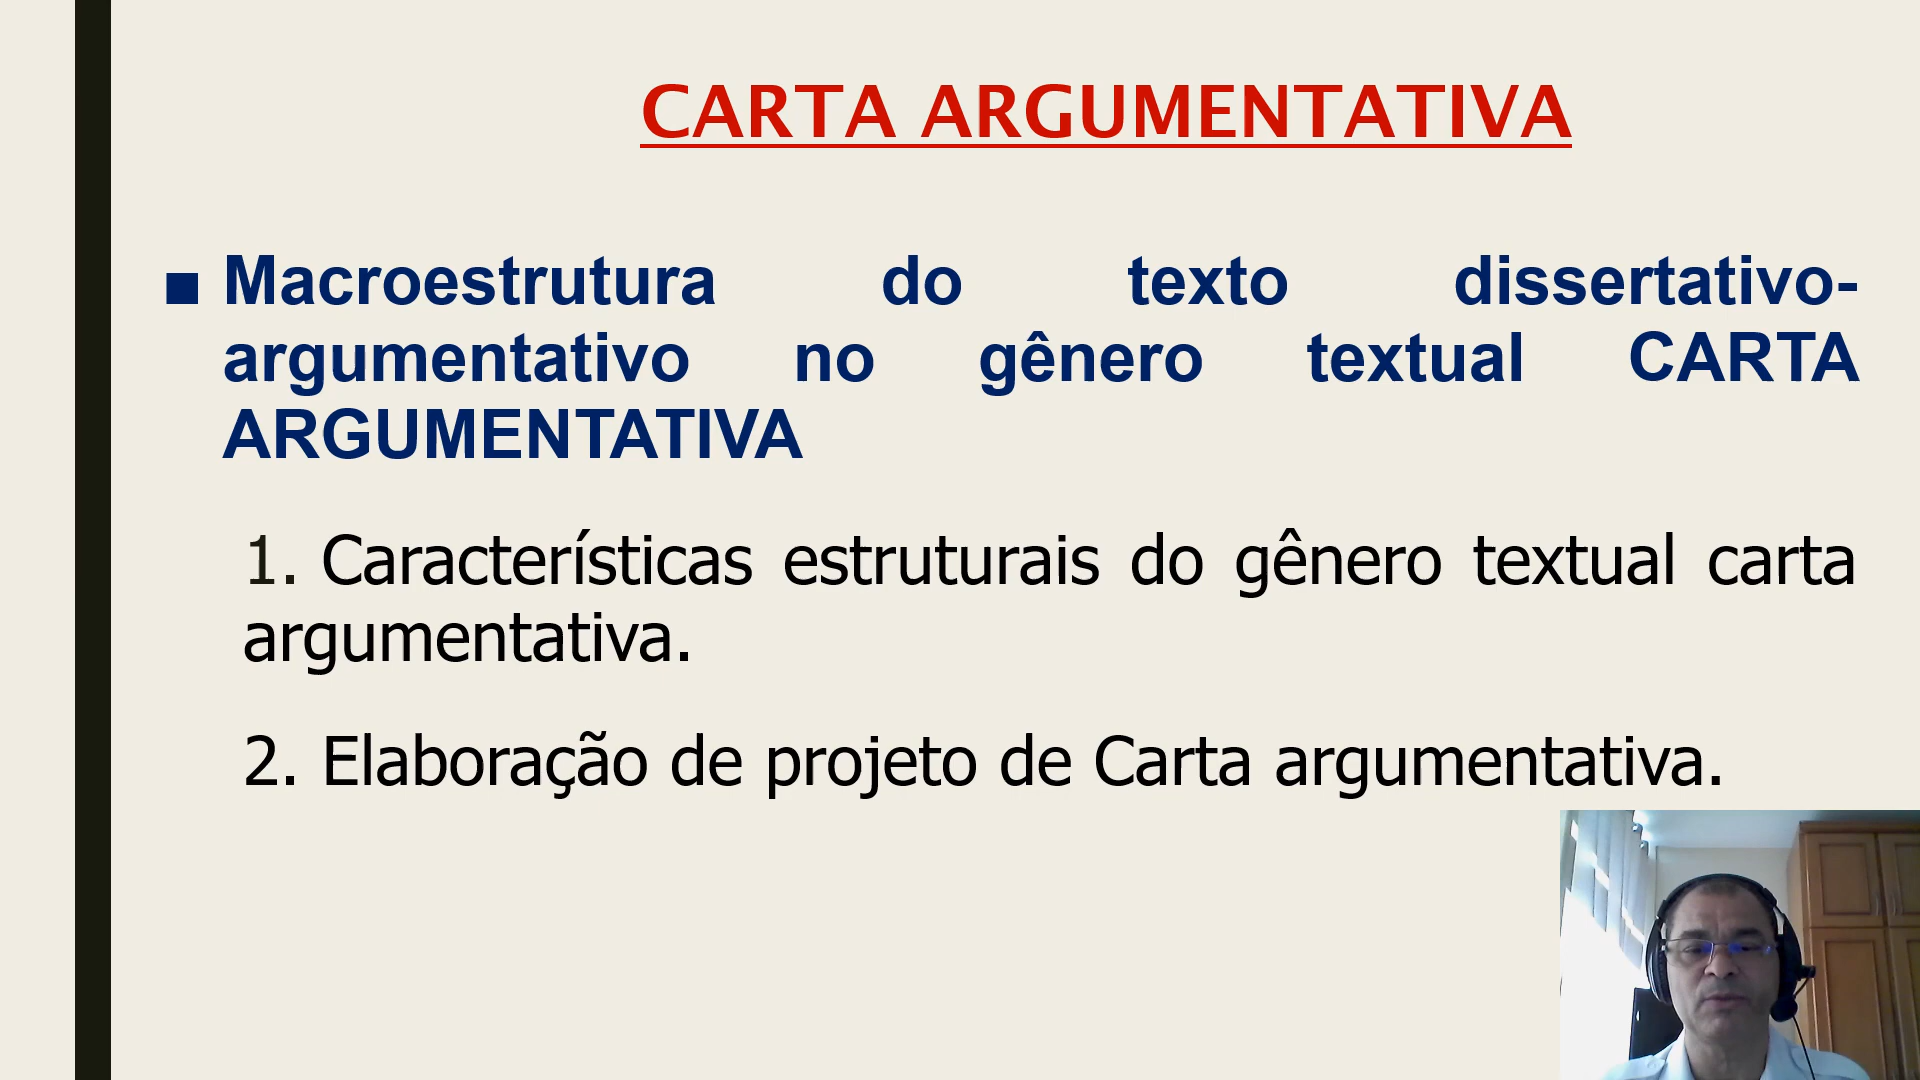 CARTA ARGUMENTATIVA
■ Macroestrutura do texto dissertativo-
argumentativo no gênero textual CARTA
ARGUMENTATIVA
1. Características estruturais do gênero textual carta
argumentativa.
2. Elaboração de projeto de Carta argumentativa.